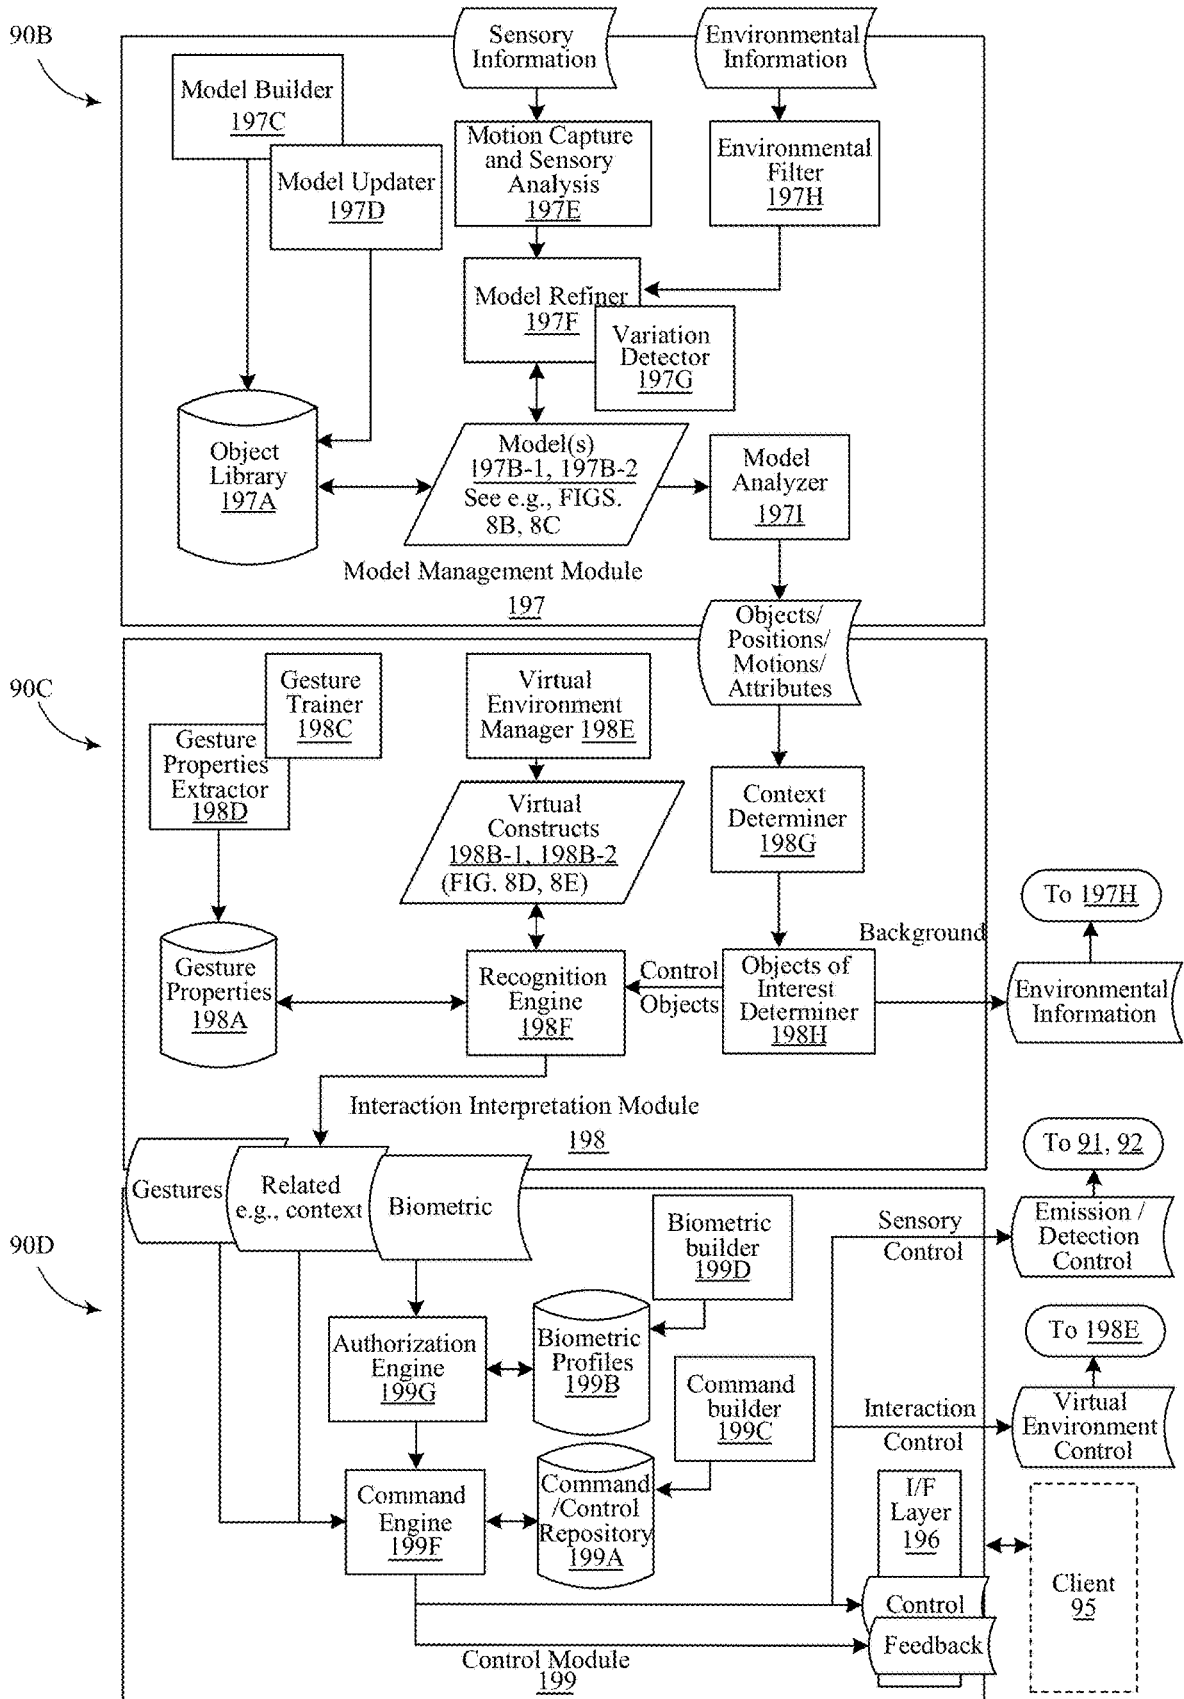 90B
Sensory
Information
Environmental
Information
Model Builder
197C
Model Updater
197D
Motion Capture
and Sensory
Analysis
197E
Environmental
Filter
197H
Model Refiner
197F
Variation
Detector
197G
Object
Library
197A
Model(s)
197B-1, 197B-2
See e.g., FIGS.
8B, 8C
Model
Analyzer
197I
Model Management Module
197
Objects/
Positions/
Motions/
Attributes
90C
Gesture
Trainer
198C
Gesture
Properties
Extractor
198D
Virtual
Environment
Manager 198E
Virtual
Constructs
198B-1, 198B-2
(FIG. 8D, 8E)
Context
Determiner
198G
To 197H
Background
Gesture
Properties
198A
Recognition
Engine
198F
Control
Objects
Objects of
Interest
Determiner
198H
Environmental
Information
Interaction Interpretation Module
198
To 91, 92
Gestures
Related
e.g., context
Biometric
90D
Biometric
builder
199D
Sensory
Control
Emission /
Detection
Control
Authorization
Engine
199G
Biometric
Profiles
199B
To 198E
Command
builder
199C
Interaction
Control
Virtual
Environment
Control
Command
Engine
199F
Command
/Control
Repository
199A
I/F
Layer
196
Client
95
Control
Feedback
Control Module
199